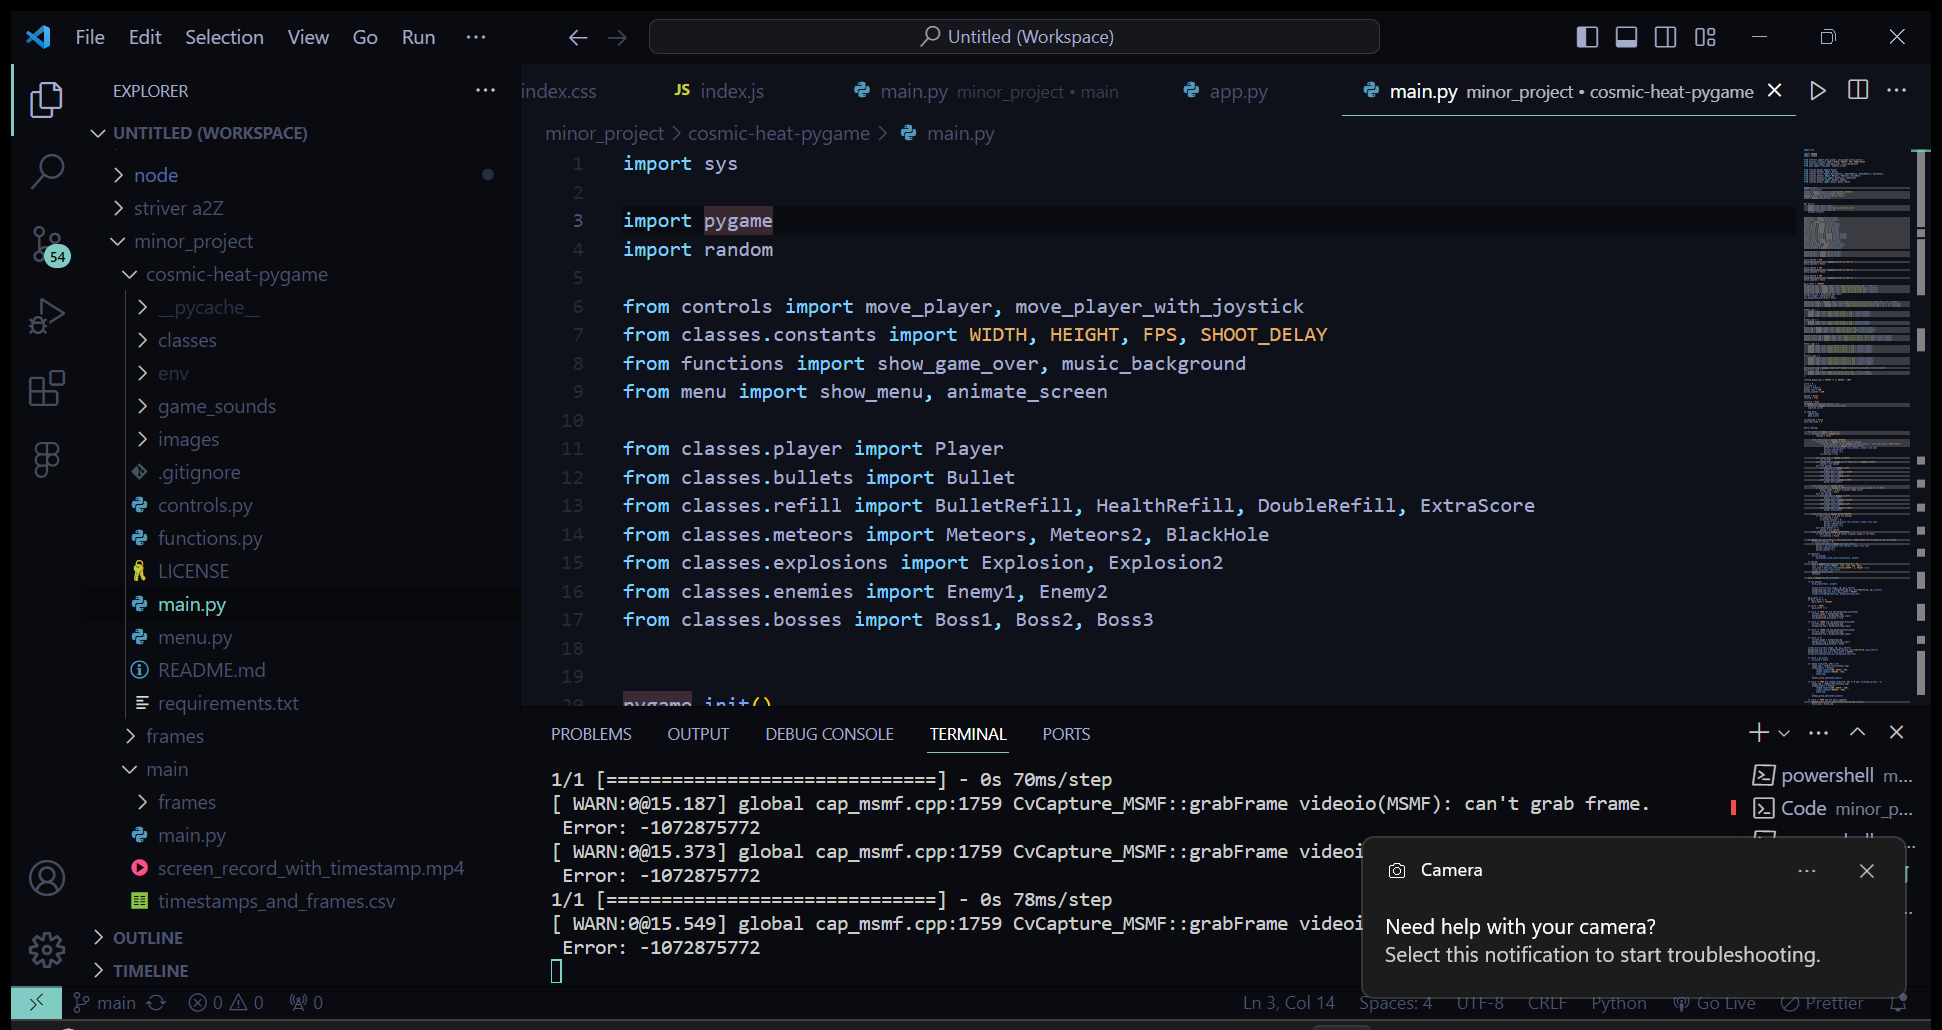 File Edit Selection View Go Run ···
Untitled (Workspace)
EXPLORER
UNTITLED (WORKSPACE)
node
striver a2Z
minor_project
cosmic-heat-pygame
__pycache__
classes
env
game_sounds
images
.gitignore
controls.py
functions.py
LICENSE
main.py
menu.py
README.md
requirements.txt
frames
main
frames
main.py
screen_record_with_timestamp.mp4
timestamps_and_frames.csv
OUTLINE
TIMELINE
54
index.css
JS index.js
main.py minor_project • main
app.py
main.py minor_project • cosmic-heat-pygame
minor_project > cosmic-heat-pygame > main.py
1 import sys
2
3 import pygame
4 import random
5
6 from controls import move_player, move_player_with_joystick
7 from classes.constants import WIDTH, HEIGHT, FPS, SHOOT_DELAY
8 from functions import show_game_over, music_background
9 from menu import show_menu, animate_screen
10
11 from classes.player import Player
12 from classes.bullets import Bullet
13 from classes.refill import BulletRefill, HealthRefill, DoubleRefill, ExtraScore
14 from classes.meteors import Meteors, Meteors2, BlackHole
15 from classes.explosions import Explosion, Explosion2
16 from classes.enemies import Enemy1, Enemy2
17 from classes.bosses import Boss1, Boss2, Boss3
18
19
20 pygame.init()
PROBLEMS OUTPUT DEBUG CONSOLE TERMINAL PORTS
1/1 [==============================] - 0s 70ms/step
[ WARN:0@15.187] global cap_msmf.cpp:1759 CvCapture_MSMF::grabFrame videoio(MSMF): can't grab frame.
Error: -1072875772
[ WARN:0@15.373] global cap_msmf.cpp:1759 CvCapture_MSMF::grabFrame videoi
Error: -1072875772
1/1 [==============================] - 0s 78ms/step
[ WARN:0@15.549] global cap_msmf.cpp:1759 CvCapture_MSMF::grabFrame videoi
Error: -1072875772
powershell m...
Code minor_p...
Camera
Need help with your camera?
Select this notification to start troubleshooting.
main 0 0 0
Ln 3, Col 14 Spaces: 4 UTF-8 CRLF Python Go Live Prettier